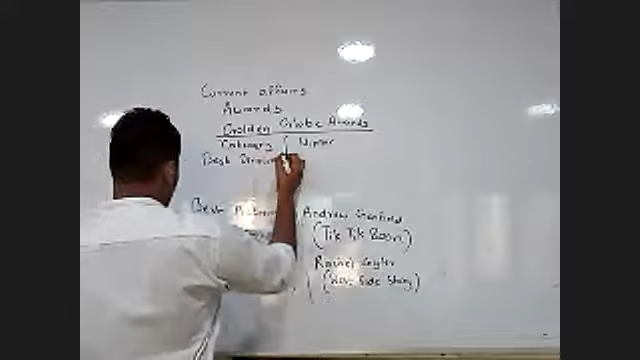 Current affairs
Awards
Golden Globe Awards
Category | Winner
Best
Best Andrew Garfield
(Tik Tik Boom)
Rachel Zegler
(West Side Story)